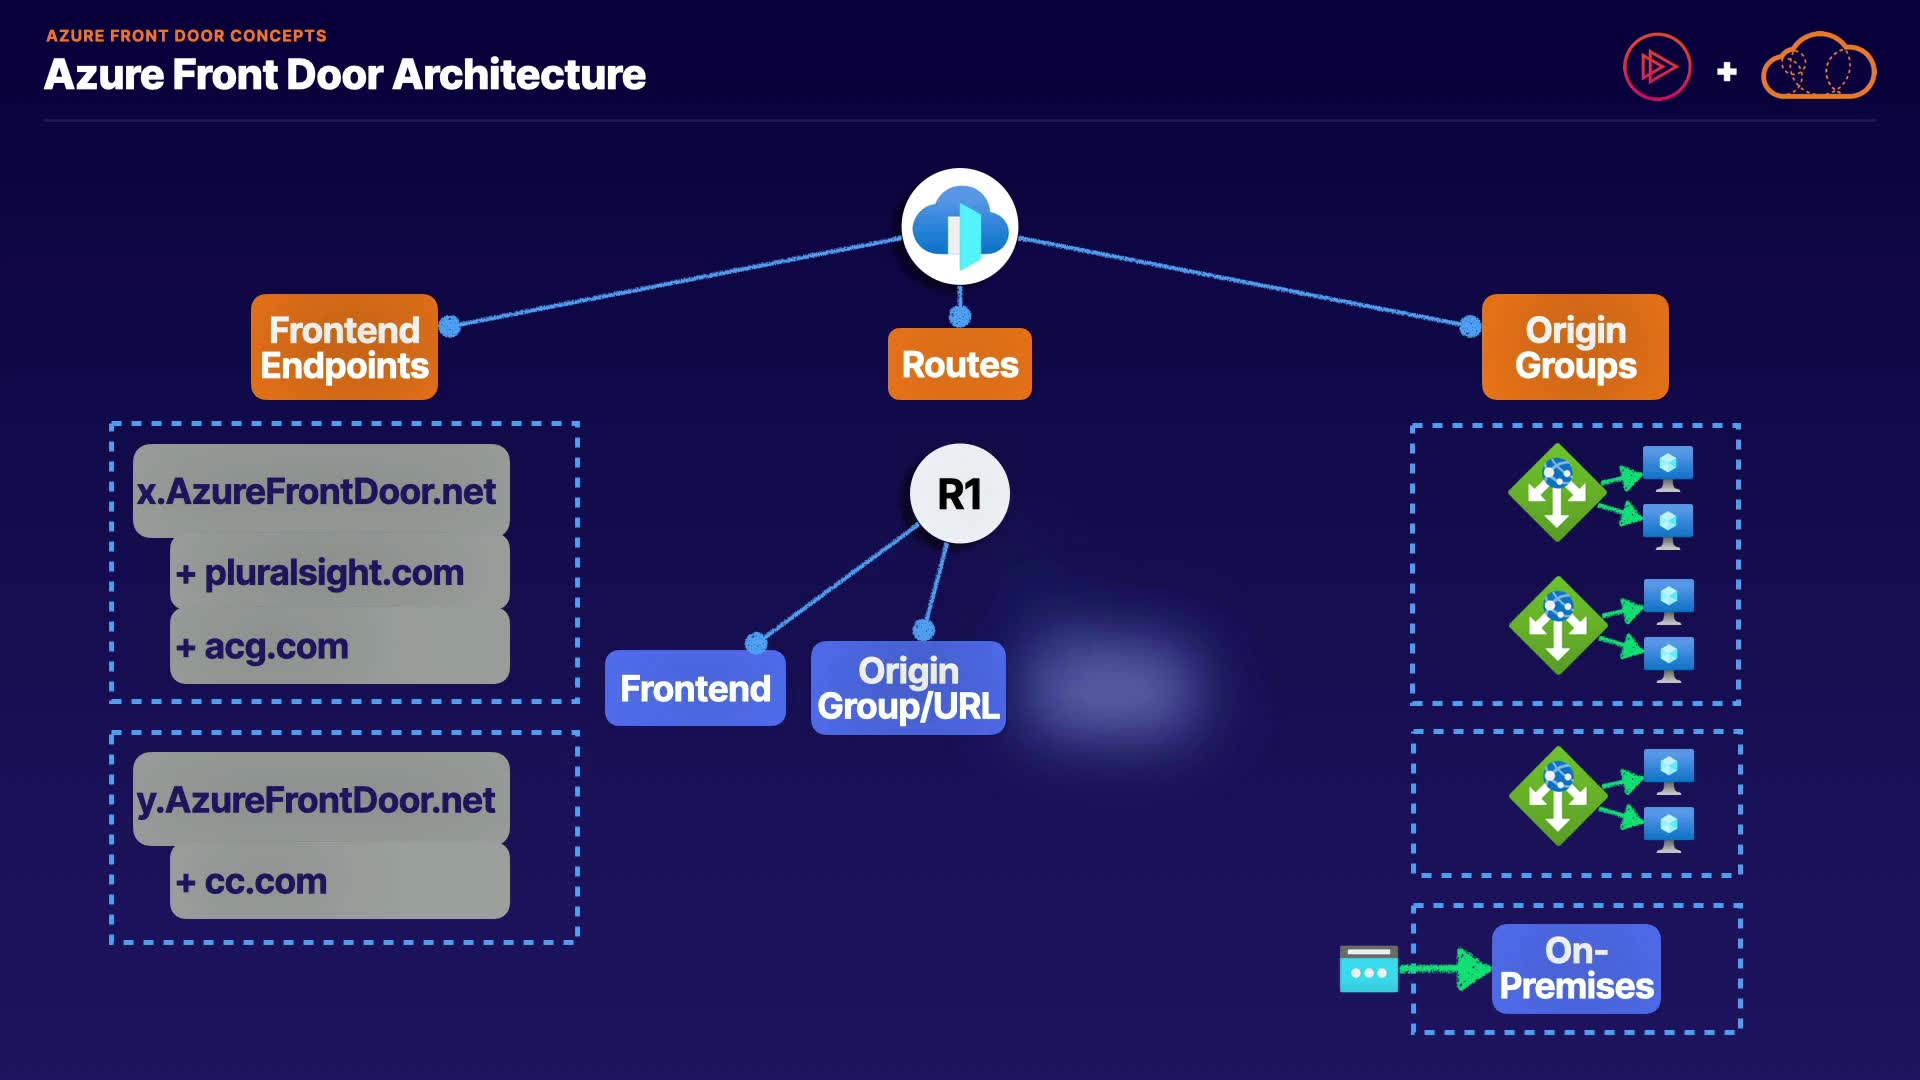 AZURE FRONT DOOR CONCEPTS
Azure Front Door Architecture
+
Frontend
Endpoints
Routes
Origin
Groups
x.AzureFrontDoor.net
+ pluralsight.com
+ acg.com
y.AzureFrontDoor.net
+ cc.com
R1
Frontend
Origin
Group/URL
On-
Premises